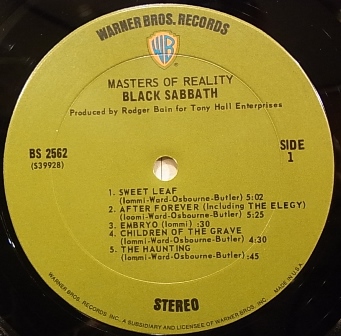 WARNER BROS. RECORDS
WB
MASTERS OF REALITY
BLACK SABBATH
Produced by Rodger Bain for Tony Hall Enterprises
BS 2562
(S39928)
SIDE
1
1. SWEET LEAF
(Iommi-Ward-Osbourne-Butler) 5:02
2. AFTER FOREVER (Including THE ELEGY)
(Iommi-Ward-Osbourne-Butler) 5:25
3. EMBRYO (Iommi) :30
4. CHILDREN OF THE GRAVE
(Iommi-Ward-Osbourne-Butler) 4:30
5. THE HAUNTING
(Iommi-Ward-Osbourne-Butler) :45
STEREO
WARNER BROS. RECORDS INC. - A SUBSIDIARY AND LICENSEE OF WARNER BROS. INC.
MADE IN U.S.A.